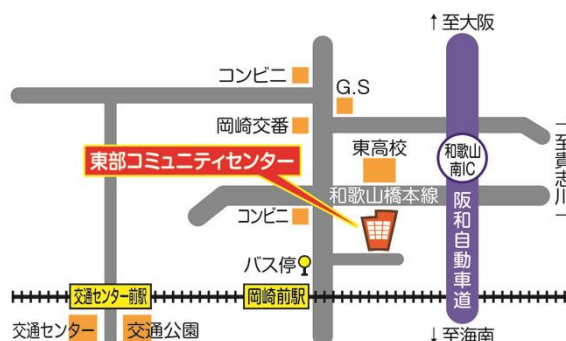 ↑至大阪
コンビニ
G.S
岡崎交番
東高校
和歌山
南IC
至貴志川
東部コミュニティセンター
和歌山橋本線
コンビニ
阪和自動車道
バス停
交通センター前駅
岡崎前駅
交通センター
交通公園
↓至海南